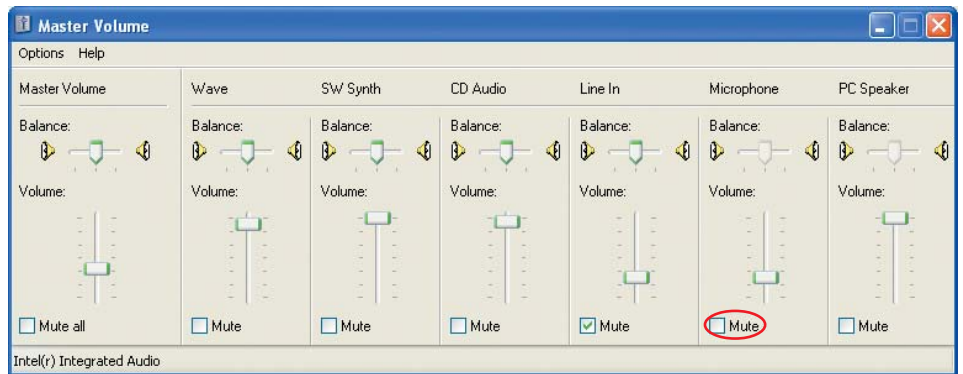 Master Volume
Options Help
Master Volume Wave SW Synth CD Audio Line In Microphone PC Speaker
Balance: Balance: Balance: Balance: Balance: Balance: Balance:
Volume: Volume: Volume: Volume: Volume: Volume: Volume:
Mute all Mute Mute Mute Mute Mute Mute
Intel(r) Integrated Audio